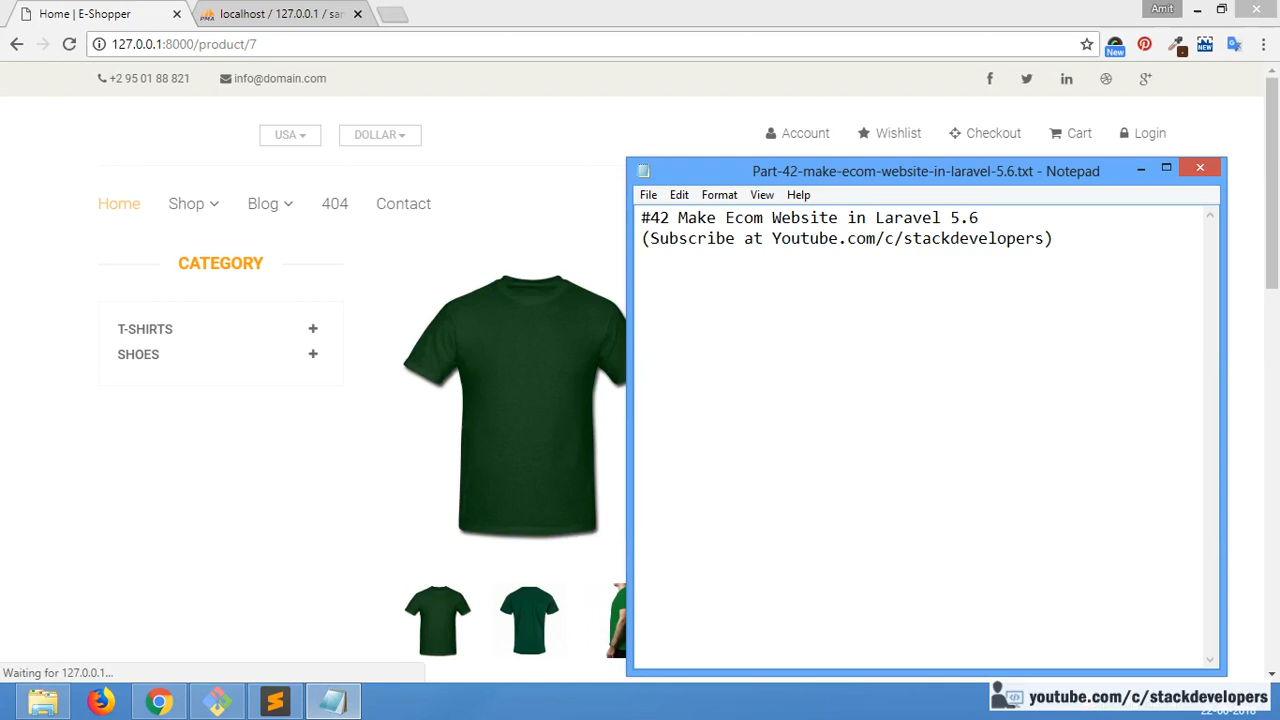 Home | E-Shopper
localhost / 127.0.0.1 / sar
Amit
127.0.0.1:8000/product/7
New
NEW
+2 95 01 88 821
info@domain.com
USA
DOLLAR
Account
Wishlist
Checkout
Cart
Login
Home
Shop
Blog
404
Contact
CATEGORY
T-SHIRTS
SHOES
Part-42-make-ecom-website-in-laravel-5.6.txt - Notepad
File Edit Format View Help
#42 Make Ecom Website in Laravel 5.6
(Subscribe at Youtube.com/c/stackdevelopers)
Waiting for 127.0.0.1...
youtube.com/c/stackdevelopers